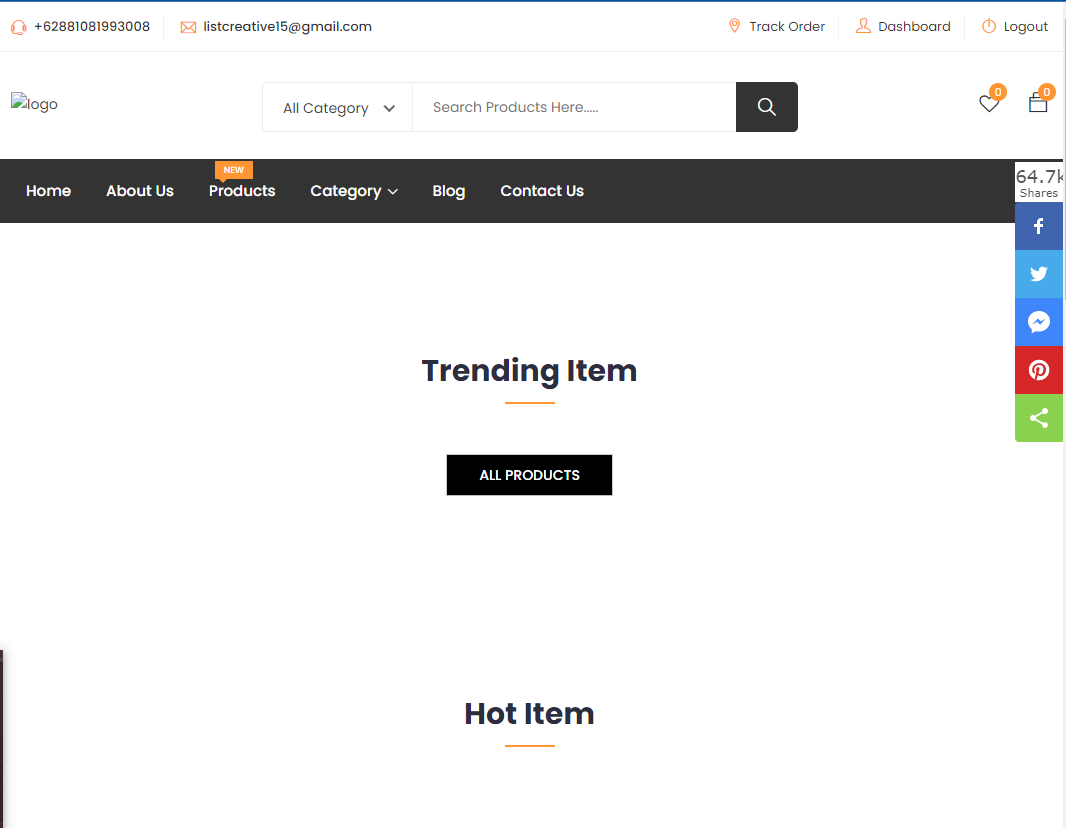 +62881081993008
listcreative15@gmail.com
Track Order
Dashboard
Logout
logo
All Category
Search Products Here.....
0
0
NEW
Home
About Us
Products
Category
Blog
Contact Us
64.7k
Shares
Trending Item
ALL PRODUCTS
Hot Item